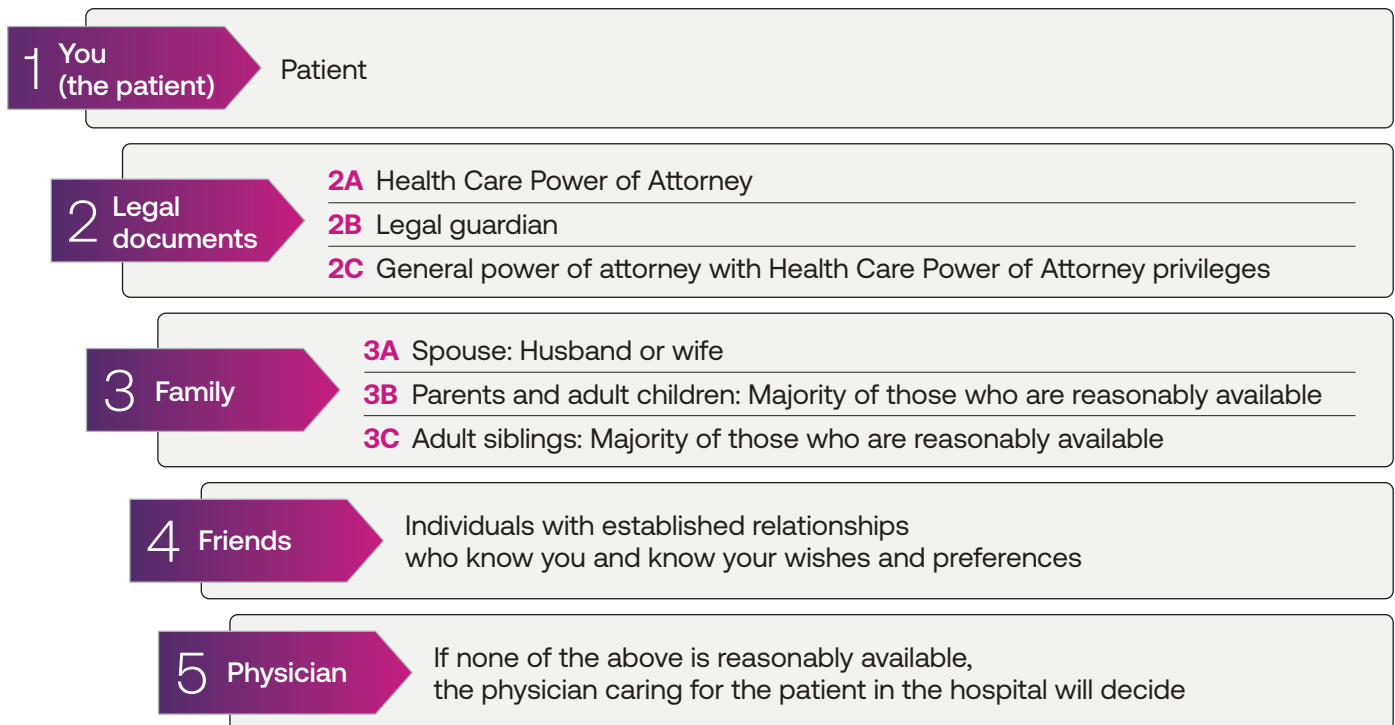 1 You
(the patient)
Patient
2 Legal
documents
2A Health Care Power of Attorney
2B Legal guardian
2C General power of attorney with Health Care Power of Attorney privileges
3 Family
3A Spouse: Husband or wife
3B Parents and adult children: Majority of those who are reasonably available
3C Adult siblings: Majority of those who are reasonably available
4 Friends
Individuals with established relationships
who know you and know your wishes and preferences
5 Physician
If none of the above is reasonably available,
the physician caring for the patient in the hospital will decide